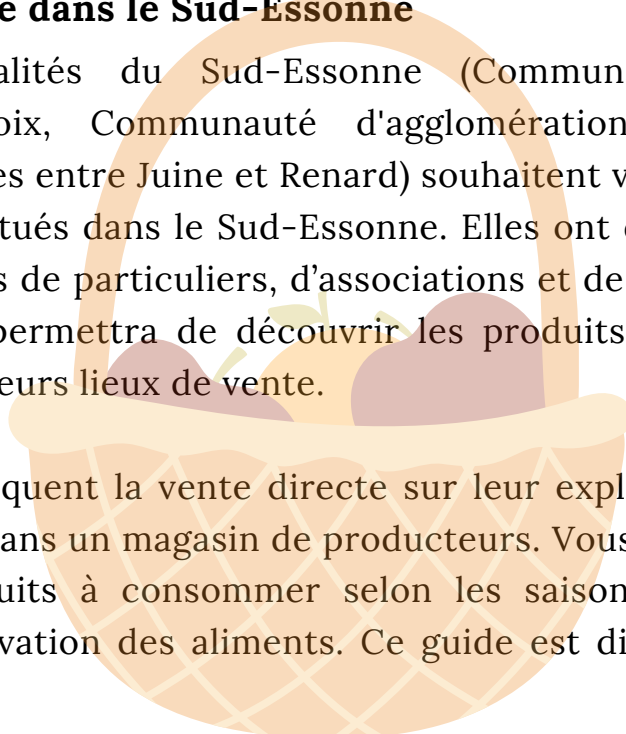 e dans le Sud-Essonne
alités du Sud-Essonne (Commun
oix, Communauté d'agglomération
es entre Juine et Renard) souhaitent v
tués dans le Sud-Essonne. Elles ont
s de particuliers, d’associations et de
permettra de découvrir les produits
eurs lieux de vente.
quent la vente directe sur leur expl
ans un magasin de producteurs. Vous
uits à consommer selon les saison
vation des aliments. Ce guide est di